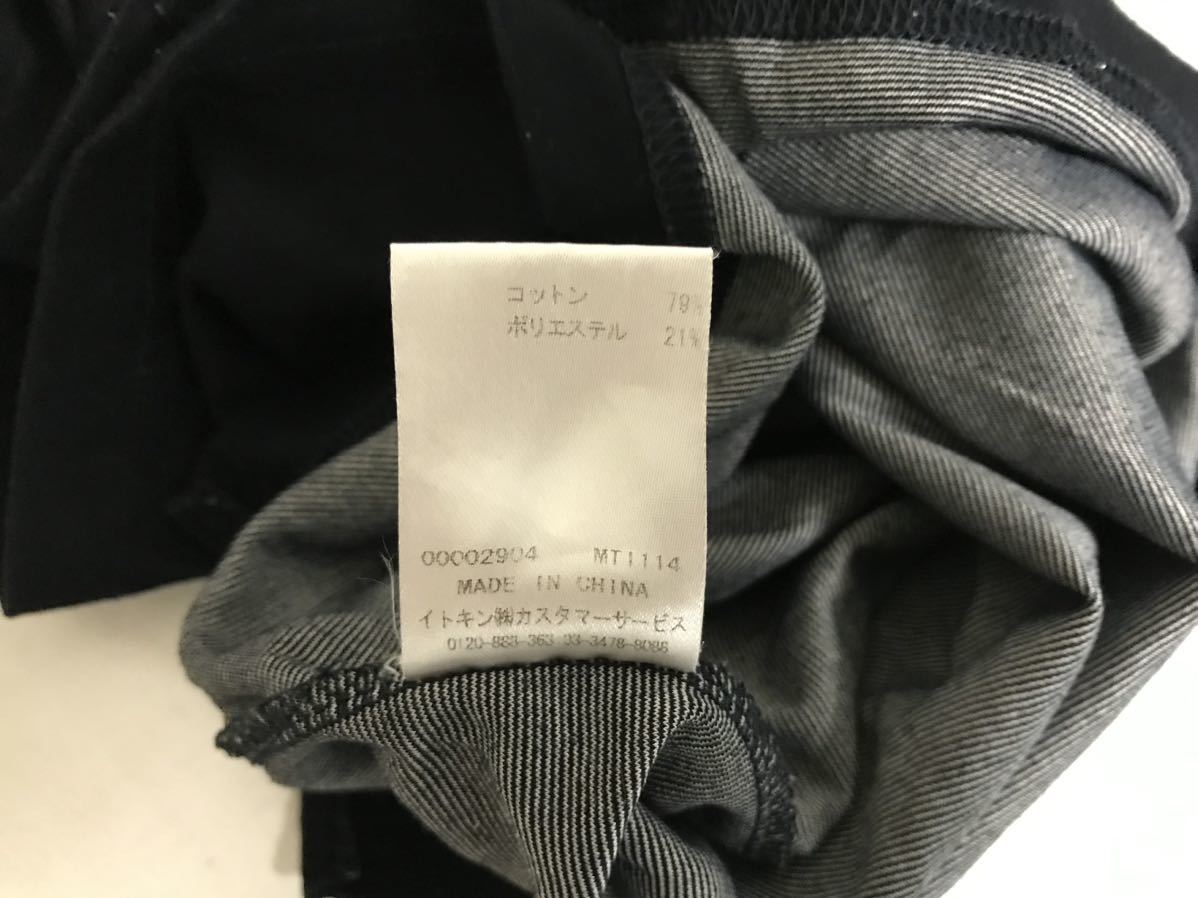 コットン 79%
ポリエステル 21%
00002904 MT1114
MADE IN CHINA
イトキン㈱カスタマーサービス
0120-883-363 03-3478-8088